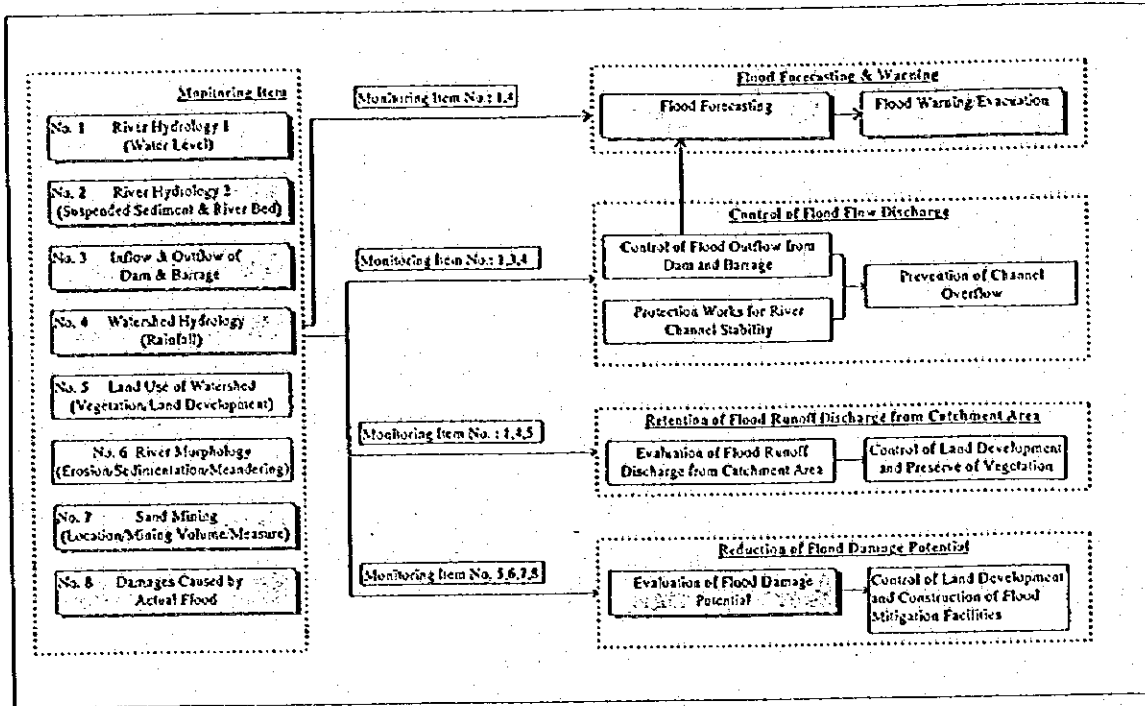 Monitoring Item
No. 1 River Hydrology 1
(Water Level)
No. 2 River Hydrology 2
(Suspended Sediment & River Bed)
No. 3 Inflow & Outflow of
Dam & Barrage
No. 4 Watershed Hydrology
(Rainfall)
No. 5 Land Use of Watershed
(Vegetation/Land Development)
No. 6 River Morphology
(Erosion/Sedimentation/Meandering)
No. 7 Sand Mining
(Location/Mining Volume/Measure)
No. 8 Damages Caused by
Actual Flood
Monitoring Item No.: 1,4
Monitoring Item No.: 1,3,4
Monitoring Item No. : 1,4,5
Monitoring Item No. 5,6,7,8
Flood Forecasting & Warning
Flood Forecasting
Flood Warning/Evacuation
Control of Flood Flow Discharge
Control of Flood Outflow from
Dam and Barrage
Protection Works for River
Channel Stability
Prevention of Channel
Overflow
Retention of Flood Runoff Discharge from Catchment Area
Evaluation of Flood Runoff
Discharge from Catchment Area
Control of Land Development
and Preserve of Vegetation
Reduction of Flood Damage Potential
Evaluation of Flood Damage
Potential
Control of Land Development
and Construction of Flood
Mitigation Facilities